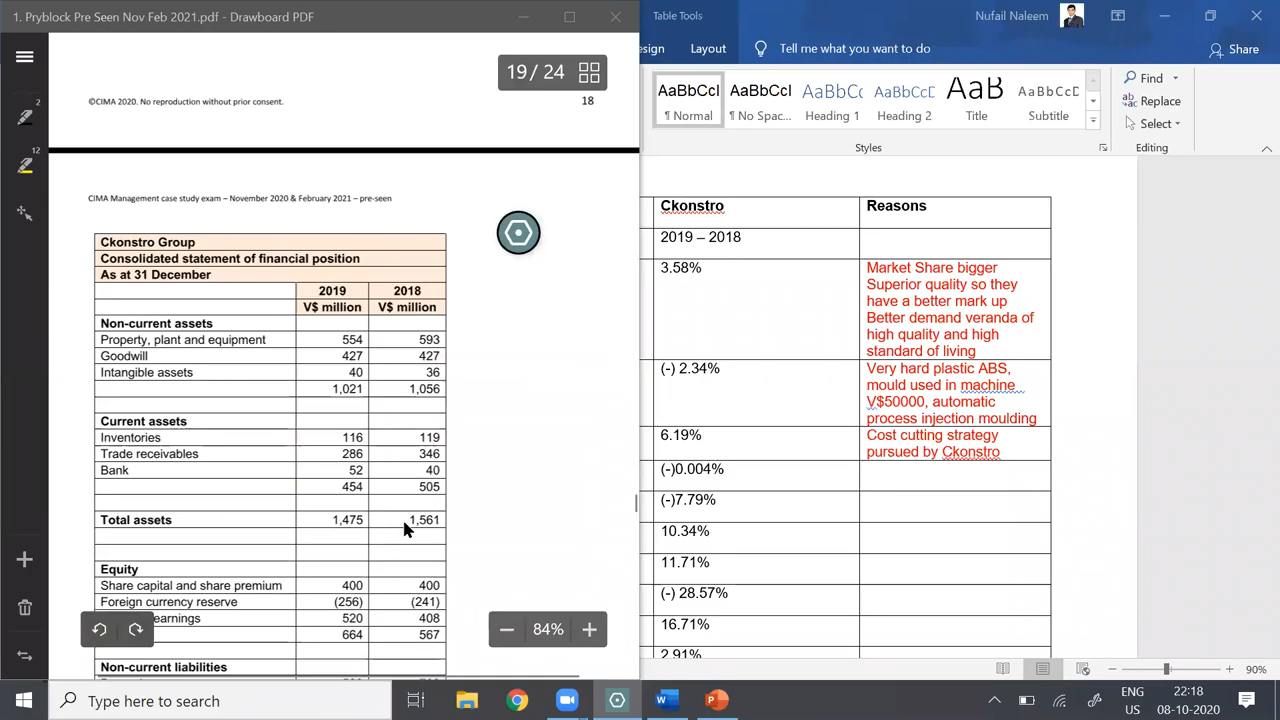 1. Pryblock Pre Seen Nov Feb 2021.pdf - Drawboard PDF
Table Tools
Nufail Naleem
Layout
Tell me what you want to do
Share
19 / 24
2
12
©CIMA 2020. No reproduction without prior consent.
18
AaBbCcI
¶ Normal
AaBbCcI
¶ No Spac...
Heading 1
AaBbCcD
Heading 2
AaB
Title
AaBbCcD
Subtitle
Styles
Find
Replace
Select
Editing
CIMA Management case study exam – November 2020 & February 2021 – pre-seen
Ckonstro Group
Consolidated statement of financial position
As at 31 December
2019 2018
V$ million V$ million
Non-current assets
Property, plant and equipment 554 593
Goodwill 427 427
Intangible assets 40 36
1,021 1,056
Current assets
Inventories 116 119
Trade receivables 286 346
Bank 52 40
454 505
Total assets 1,475 1,561
Equity
Share capital and share premium 400 400
Foreign currency reserve (256) (241)
earnings 520 408
664 567
Non-current liabilities
84%
Ckonstro Reasons
2019 – 2018
3.58%
Market Share bigger
Superior quality so they
have a better mark up
Better demand veranda of
high quality and high
standard of living
(-) 2.34%
Very hard plastic ABS,
mould used in machine
V$50000, automatic
process injection moulding
6.19%
Cost cutting strategy
pursued by Ckonstro
(-)0.004%
(-)7.79%
10.34%
11.71%
(-) 28.57%
16.71%
2.91%
90%
Type here to search
ENG
US
22:18
08-10-2020